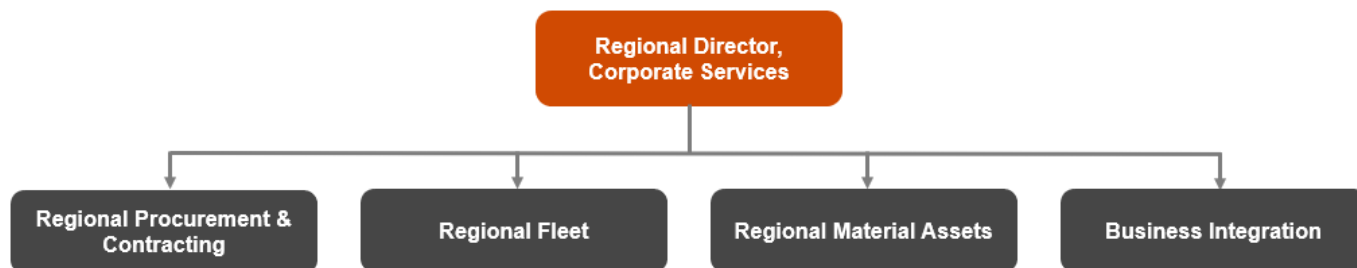 Regional Director,
Corporate Services
Regional Procurement &
Contracting
Regional Fleet
Regional Material Assets
Business Integration